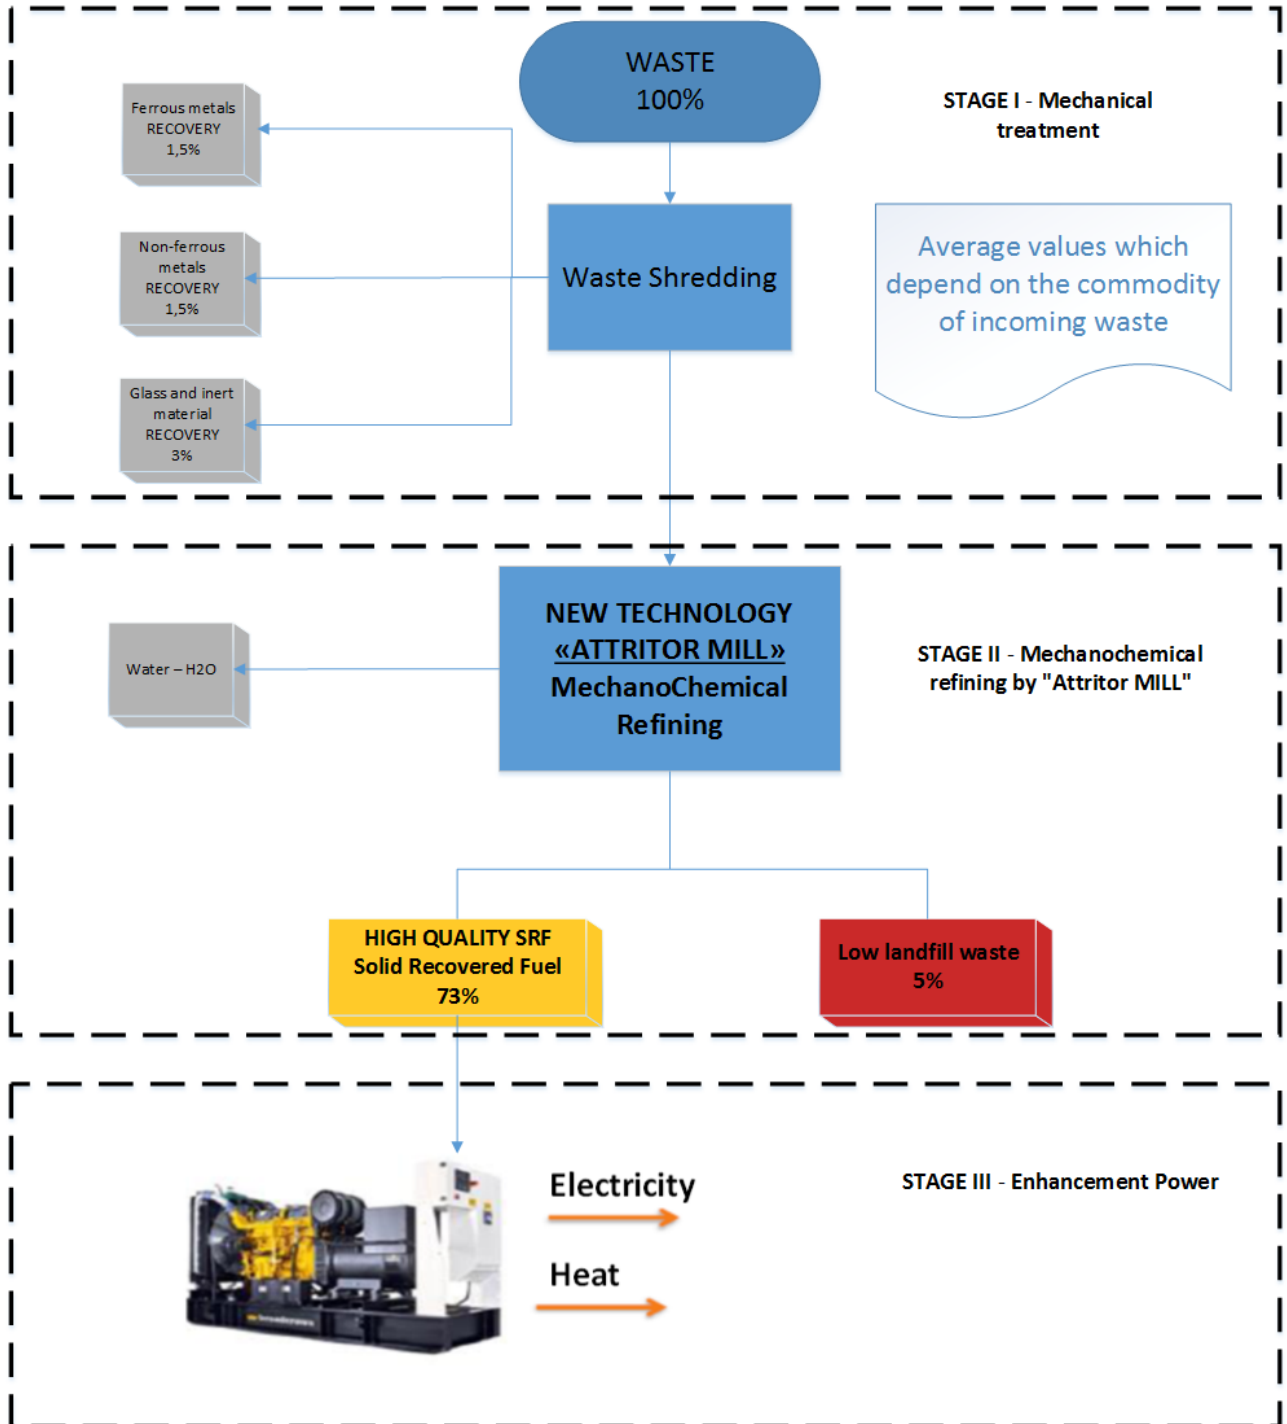 WASTE
100%
STAGE I - Mechanical
treatment
Ferrous metals
RECOVERY
1,5%
Non-ferrous
metals
RECOVERY
1,5%
Glass and inert
material
RECOVERY
3%
Waste Shredding
Average values which
depend on the commodity
of incoming waste
NEW TECHNOLOGY
«ATTRITOR MILL»
MechanoChemical
Refining
Water – H2O
STAGE II - Mechanochemical
refining by "Attritor MILL"
HIGH QUALITY SRF
Solid Recovered Fuel
73%
Low landfill waste
5%
Electricity
Heat
STAGE III - Enhancement Power